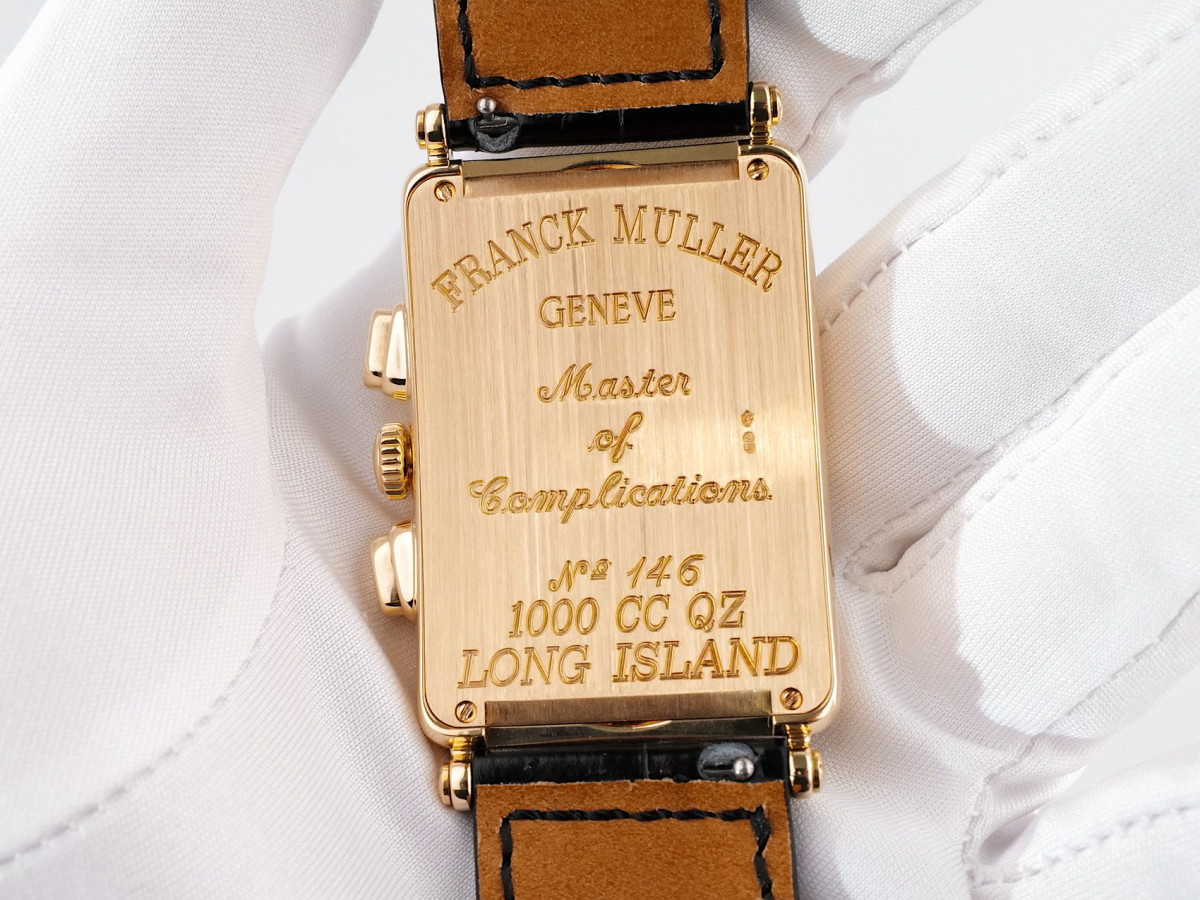 FRANCK MULLER
GENEVE
Master
of
Complications
Nº 146
1000 CC QZ
LONG ISLAND